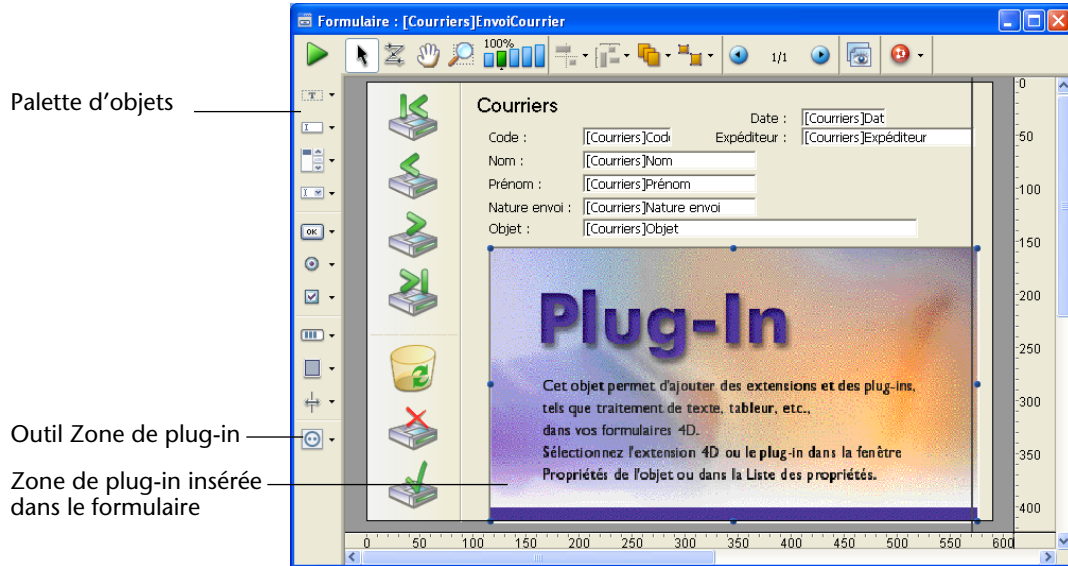 Formulaire : [Courriers]EnvoiCourrier
100%
1/1
Palette d'objets
Courriers
Date : [Courriers]Dat
Code : [Courriers]Cod
Expéditeur : [Courriers]Expéditeur
Nom : [Courriers]Nom
Prénom : [Courriers]Prénom
Nature envoi : [Courriers]Nature envoi
Objet : [Courriers]Objet
OK
Plug-In
Cet objet permet d'ajouter des extensions et des plug-ins,
tels que traitement de texte, tableur, etc.,
dans vos formulaires 4D.
Sélectionnez l'extension 4D ou le plug-in dans la fenêtre
Propriétés de l'objet ou dans la Liste des propriétés.
Outil Zone de plug-in
Zone de plug-in insérée
dans le formulaire
0
50
100
150
200
250
300
350
400
0 50 100 150 200 250 300 350 400 450 500 550 600